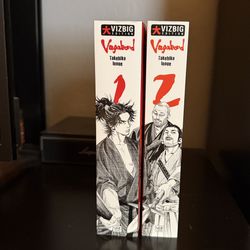 VIZBIG
EDITION
Vagabond
Takehiko
Inoue
1
VIZBIG
EDITION
Vagabond
Takehiko
Inoue
2